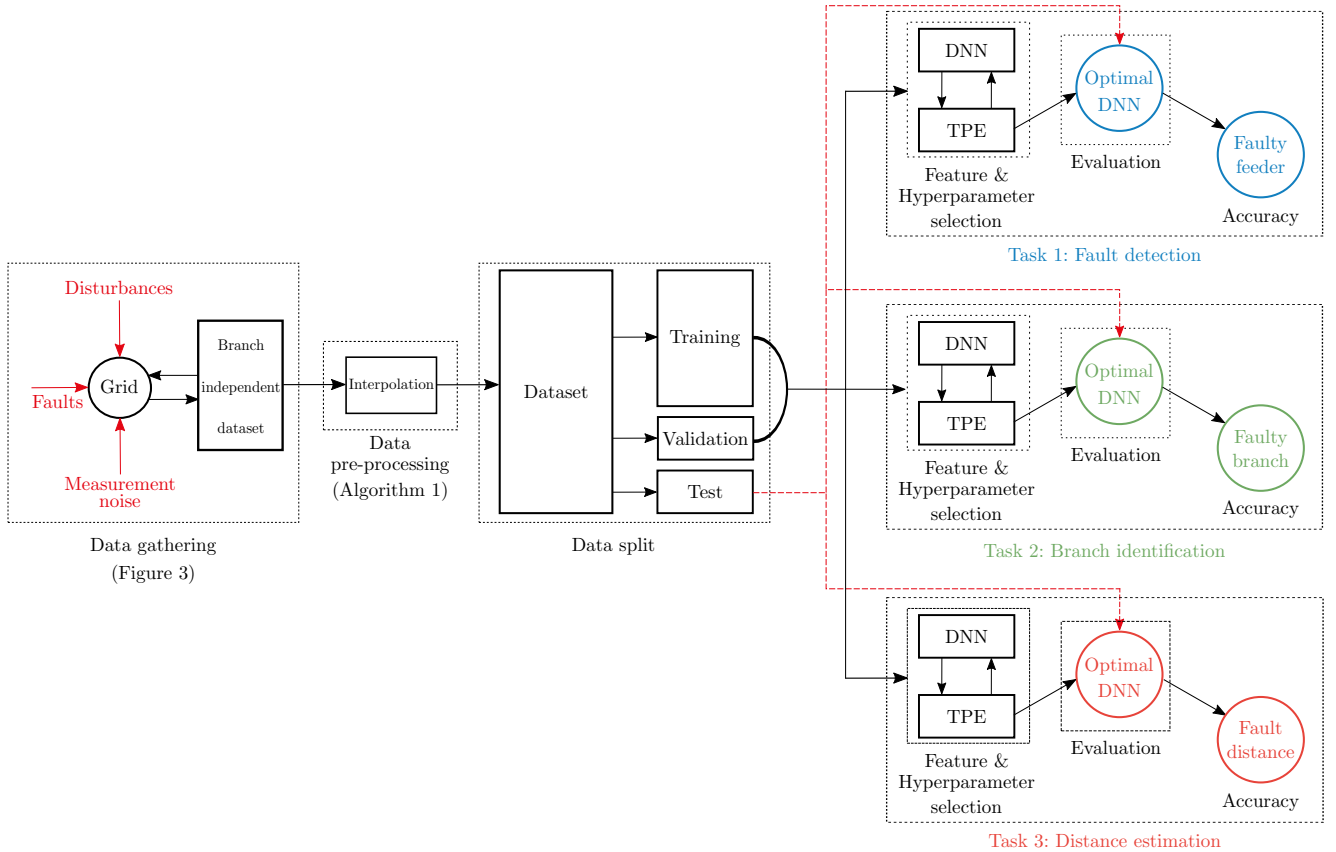 Disturbances
Grid
Faults
Measurement
noise
Branch
independent
dataset
Data gathering
(Figure 3)
Interpolation
Data
pre-processing
(Algorithm 1)
Dataset
Training
Validation
Test
Data split
DNN
TPE
Feature &
Hyperparameter
selection
Optimal
DNN
Evaluation
Faulty
feeder
Accuracy
Task 1: Fault detection
DNN
TPE
Feature &
Hyperparameter
selection
Optimal
DNN
Evaluation
Faulty
branch
Accuracy
Task 2: Branch identification
DNN
TPE
Feature &
Hyperparameter
selection
Optimal
DNN
Evaluation
Fault
distance
Accuracy
Task 3: Distance estimation